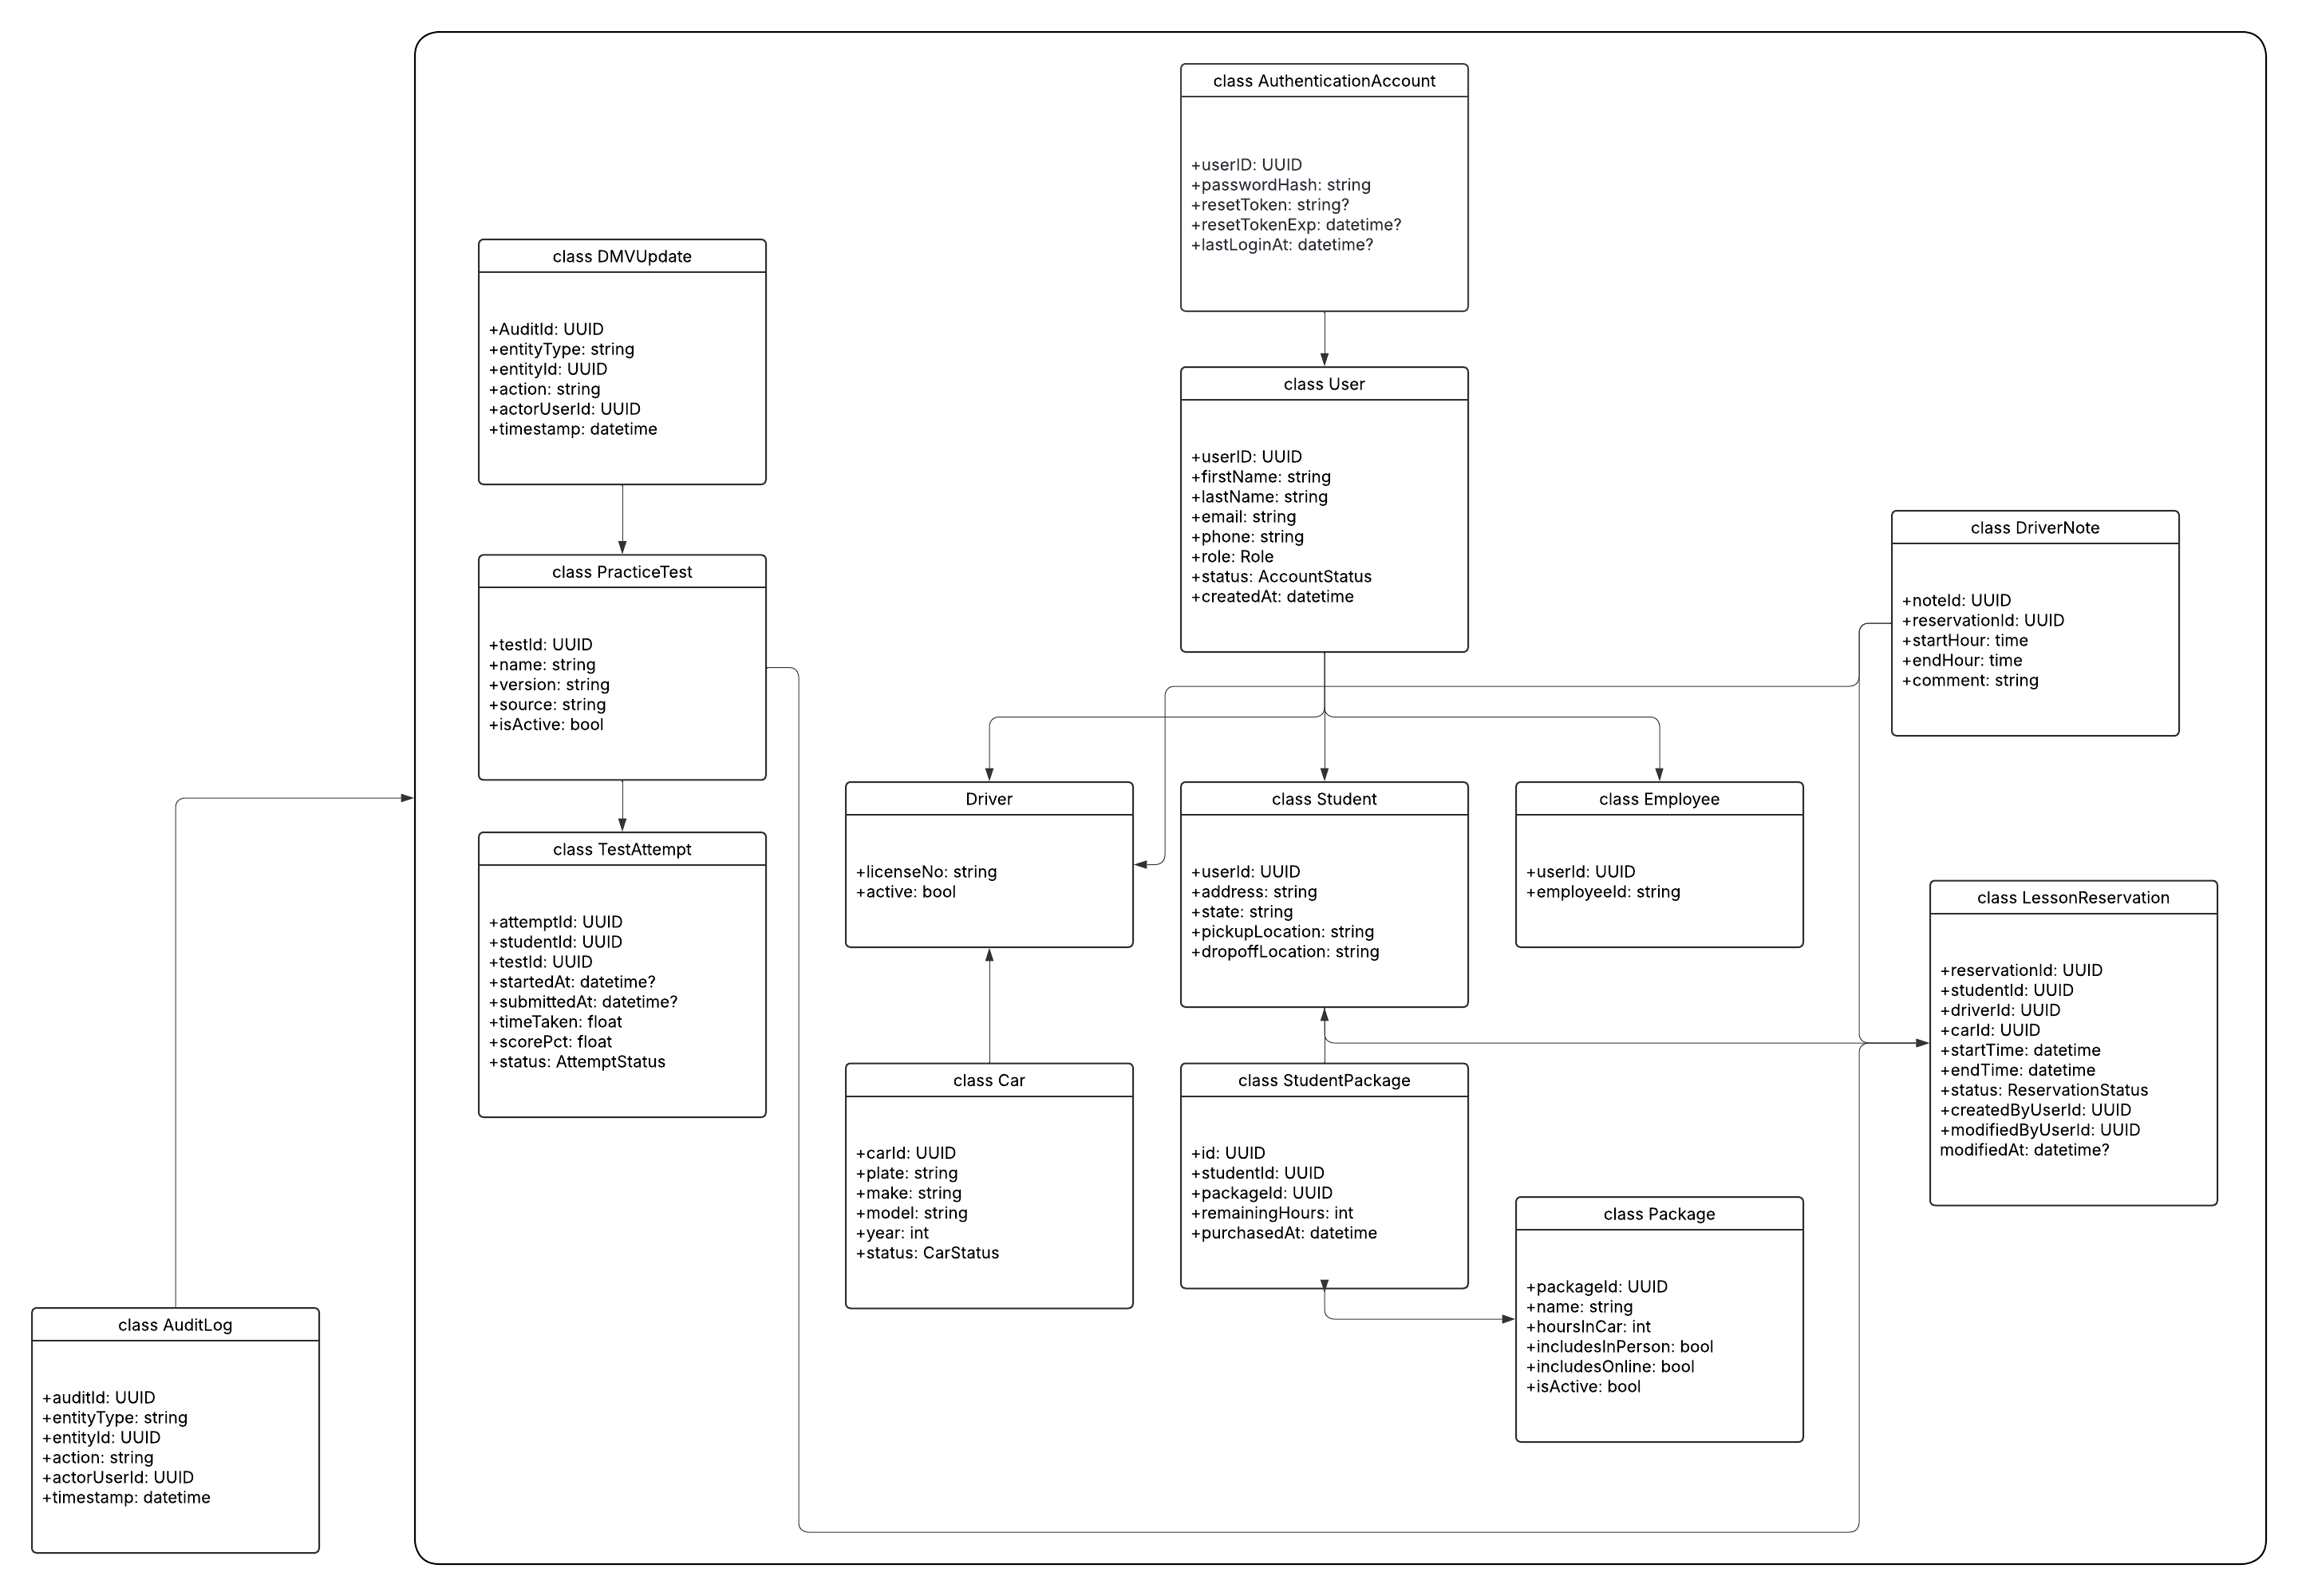 class AuthenticationAccount
+userID: UUID
+passwordHash: string
+resetToken: string?
+resetTokenExp: datetime?
+lastLoginAt: datetime?
class DMVUpdate
+AuditId: UUID
+entityType: string
+entityId: UUID
+action: string
+actorUserId: UUID
+timestamp: datetime
class User
+userID: UUID
+firstName: string
+lastName: string
+email: string
+phone: string
+role: Role
+status: AccountStatus
+createdAt: datetime
class DriverNote
+noteId: UUID
+reservationId: UUID
+startHour: time
+endHour: time
+comment: string
class PracticeTest
+testId: UUID
+name: string
+version: string
+source: string
+isActive: bool
Driver
+licenseNo: string
+active: bool
class Student
+userId: UUID
+address: string
+state: string
+pickupLocation: string
+dropoffLocation: string
class Employee
+userId: UUID
+employeeId: string
class TestAttempt
+attemptId: UUID
+studentId: UUID
+testId: UUID
+startedAt: datetime?
+submittedAt: datetime?
+timeTaken: float
+scorePct: float
+status: AttemptStatus
class LessonReservation
+reservationId: UUID
+studentId: UUID
+driverId: UUID
+carId: UUID
+startTime: datetime
+endTime: datetime
+status: ReservationStatus
+createdByUserId: UUID
+modifiedByUserId: UUID
modifiedAt: datetime?
class Car
+carId: UUID
+plate: string
+make: string
+model: string
+year: int
+status: CarStatus
class StudentPackage
+id: UUID
+studentId: UUID
+packageId: UUID
+remainingHours: int
+purchasedAt: datetime
class Package
+packageId: UUID
+name: string
+hoursInCar: int
+includesInPerson: bool
+includesOnline: bool
+isActive: bool
class AuditLog
+auditId: UUID
+entityType: string
+entityId: UUID
+action: string
+actorUserId: UUID
+timestamp: datetime